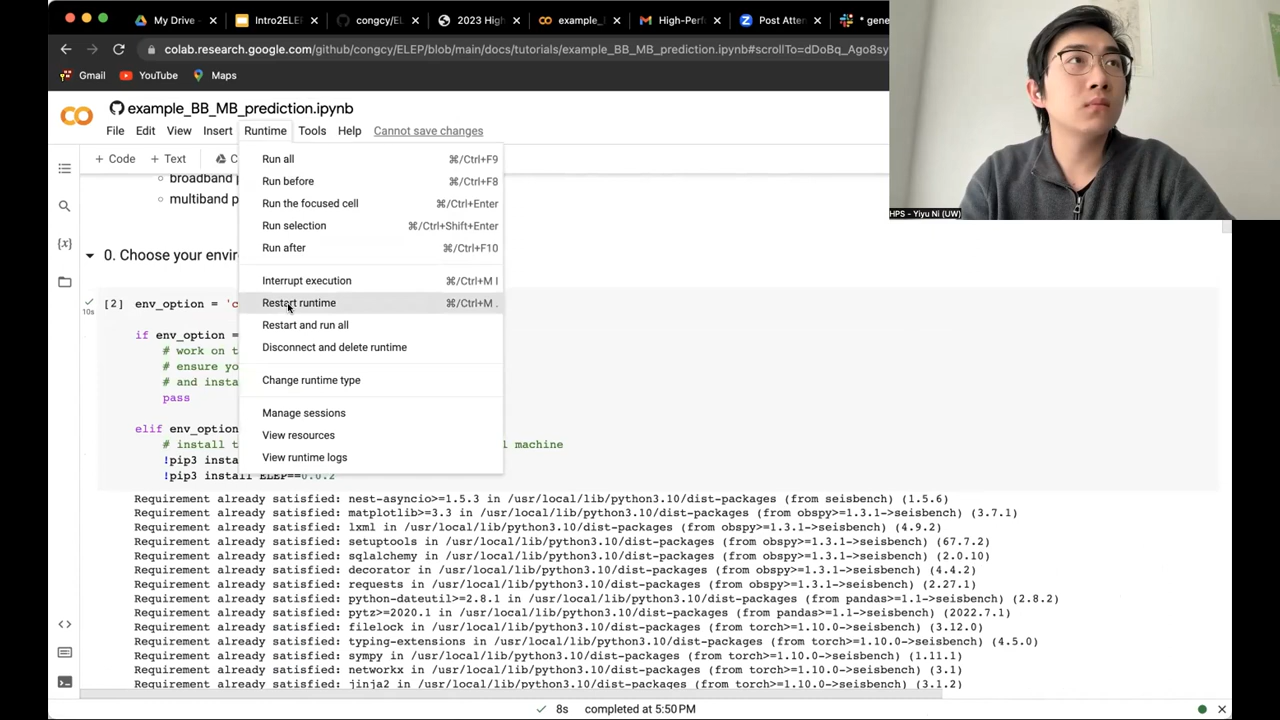 My Drive -
Intro2ELEP
congcy/EL
2023 High
example_
High-Perf
Post Atten
* gene
colab.research.google.com/github/congcy/ELEP/blob/main/docs/tutorials/example_BB_MB_prediction.ipynb#scrollTo=dDoBq_Ago8sy
Gmail YouTube Maps
example_BB_MB_prediction.ipynb
File Edit View Insert Runtime Tools Help Cannot save changes
+ Code + Text C
Run all ⌘/Ctrl+F9
broadband p
Run before ⌘/Ctrl+F8
multiband p
Run the focused cell ⌘/Ctrl+Enter
Run selection ⌘/Ctrl+Shift+Enter
Run after ⌘/Ctrl+F10
0. Choose your envir
Interrupt execution ⌘/Ctrl+M I
Restart runtime ⌘/Ctrl+M .
Restart and run all
Disconnect and delete runtime
Change runtime type
Manage sessions
View resources
View runtime logs
[2] env_option = 'c
10s
if env_option =
# work on t
# ensure yo
# and insta
pass
elif env_option
# install t l machine
!pip3 insta
!pip3 install ELEP==0.0.2
Requirement already satisfied: nest-asyncio>=1.5.3 in /usr/local/lib/python3.10/dist-packages (from seisbench) (1.5.6)
Requirement already satisfied: matplotlib>=3.3 in /usr/local/lib/python3.10/dist-packages (from obspy>=1.3.1->seisbench) (3.7.1)
Requirement already satisfied: lxml in /usr/local/lib/python3.10/dist-packages (from obspy>=1.3.1->seisbench) (4.9.2)
Requirement already satisfied: setuptools in /usr/local/lib/python3.10/dist-packages (from obspy>=1.3.1->seisbench) (67.7.2)
Requirement already satisfied: sqlalchemy in /usr/local/lib/python3.10/dist-packages (from obspy>=1.3.1->seisbench) (2.0.10)
Requirement already satisfied: decorator in /usr/local/lib/python3.10/dist-packages (from obspy>=1.3.1->seisbench) (4.4.2)
Requirement already satisfied: requests in /usr/local/lib/python3.10/dist-packages (from obspy>=1.3.1->seisbench) (2.27.1)
Requirement already satisfied: python-dateutil>=2.8.1 in /usr/local/lib/python3.10/dist-packages (from pandas>=1.1->seisbench) (2.8.2)
Requirement already satisfied: pytz>=2020.1 in /usr/local/lib/python3.10/dist-packages (from pandas>=1.1->seisbench) (2022.7.1)
Requirement already satisfied: filelock in /usr/local/lib/python3.10/dist-packages (from torch>=1.10.0->seisbench) (3.12.0)
Requirement already satisfied: typing-extensions in /usr/local/lib/python3.10/dist-packages (from torch>=1.10.0->seisbench) (4.5.0)
Requirement already satisfied: sympy in /usr/local/lib/python3.10/dist-packages (from torch>=1.10.0->seisbench) (1.11.1)
Requirement already satisfied: networkx in /usr/local/lib/python3.10/dist-packages (from torch>=1.10.0->seisbench) (3.1)
Requirement already satisfied: jinja2 in /usr/local/lib/python3.10/dist-packages (from torch>=1.10.0->seisbench) (3.1.2)
8s completed at 5:50 PM
HPS - Yiyu Ni (UW)